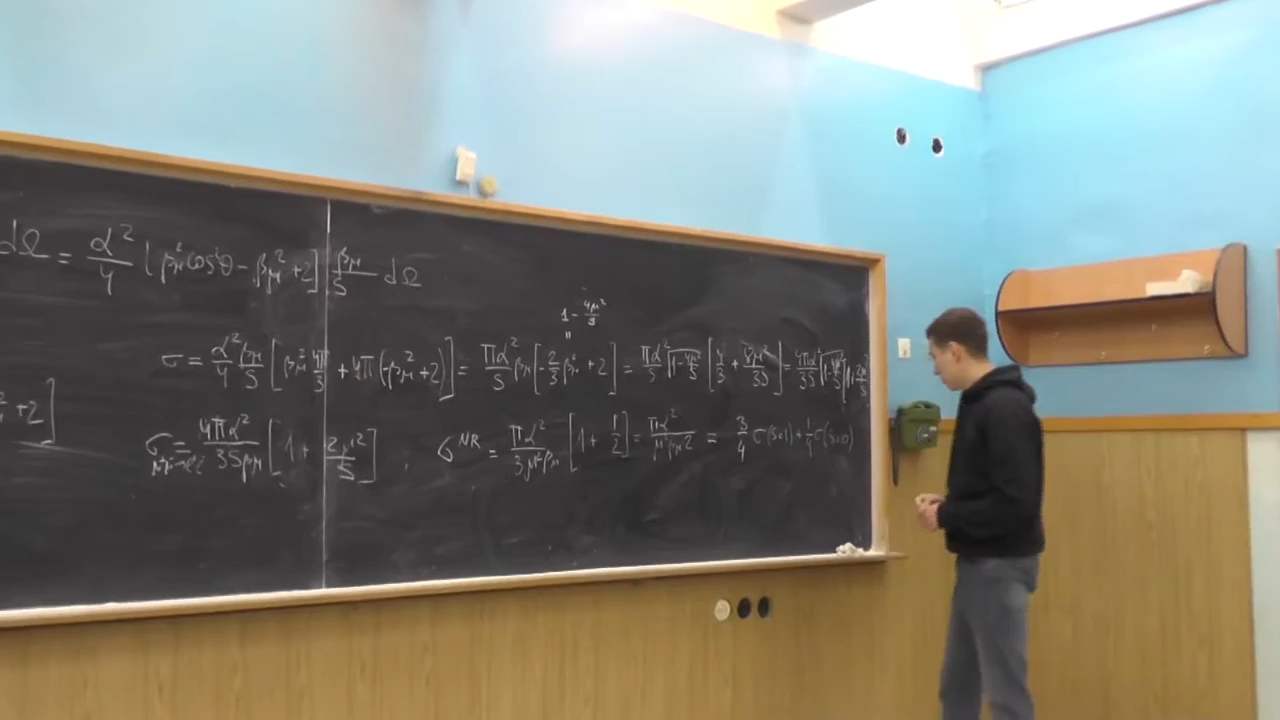 dΩ = α²/4 [β_μ² cos²θ - β_μ² + 2] β_μ/s dΩ
1 - 4μ²/s
σ = α²/4 β_μ/s [β_μ² 4π/3 + 4π(-β_μ² + 2)] = πα²/s β_μ [-2/3 β_μ² + 2] = πα²/s √(1-4μ²/s) [4/3 + 8μ²/3s] = 4πα²/3s √(1-4μ²/s) (1+2μ²/s
+ 2]
σ = 4πα²/3sβ_μ [1 + 2μ²/s] , σ^NR = πα²/3μ²β_μ [1 + 1/2] = πα²/μ²β_μ2 = 3/4 σ(s=1) + 1/4 σ(s=0)